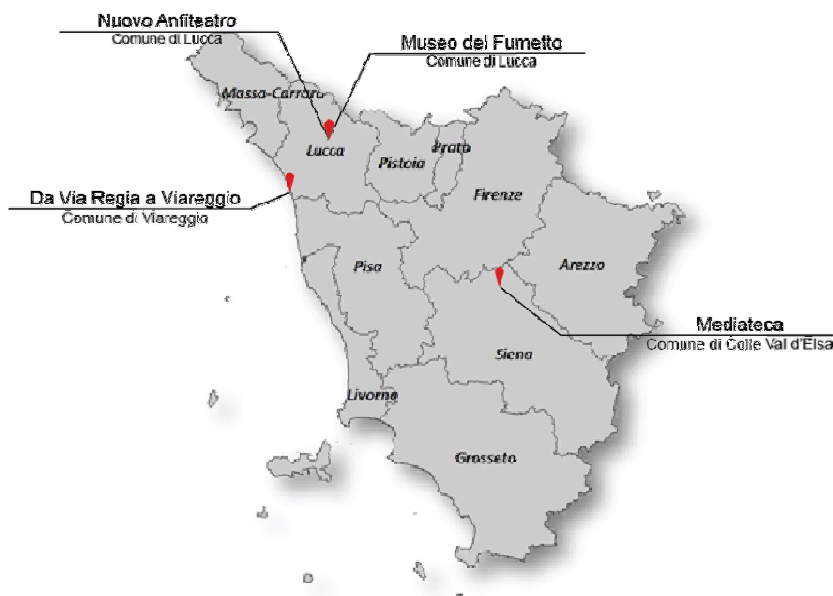 Nuovo Anfiteatro
Comune di Lucca
Museo del Fumetto
Comune di Lucca
Massa-Carrara
Lucca
Pistoia
Prato
Firenze
Da Via Regia a Viareggio
Comune di Viareggio
Pisa
Arezzo
Mediateca
Comune di Colle Val d'Elsa
Siena
Livorno
Grosseto